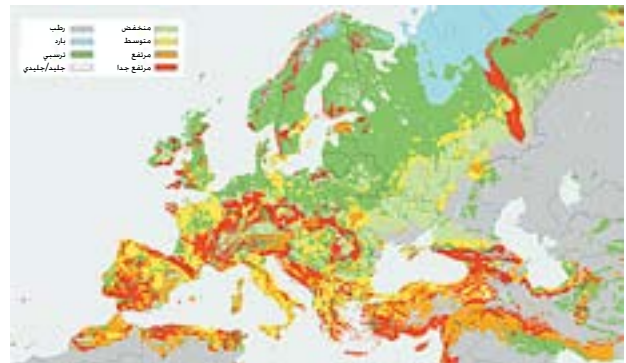 منخفض
متوسط
مرتفع
مرتفع جدا
رطب
بارد
ترسبي
جليد/جليدي